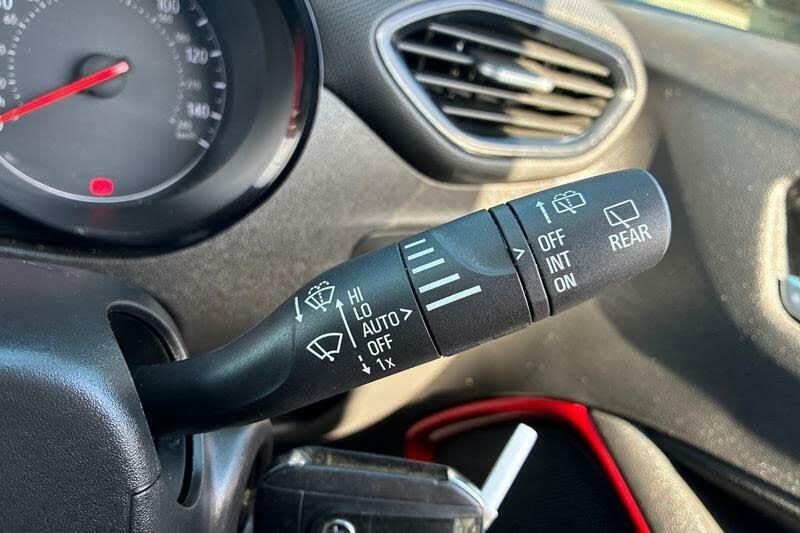 100
120
140
HI
LO
AUTO >
OFF
1x
>
OFF
INT
ON
REAR